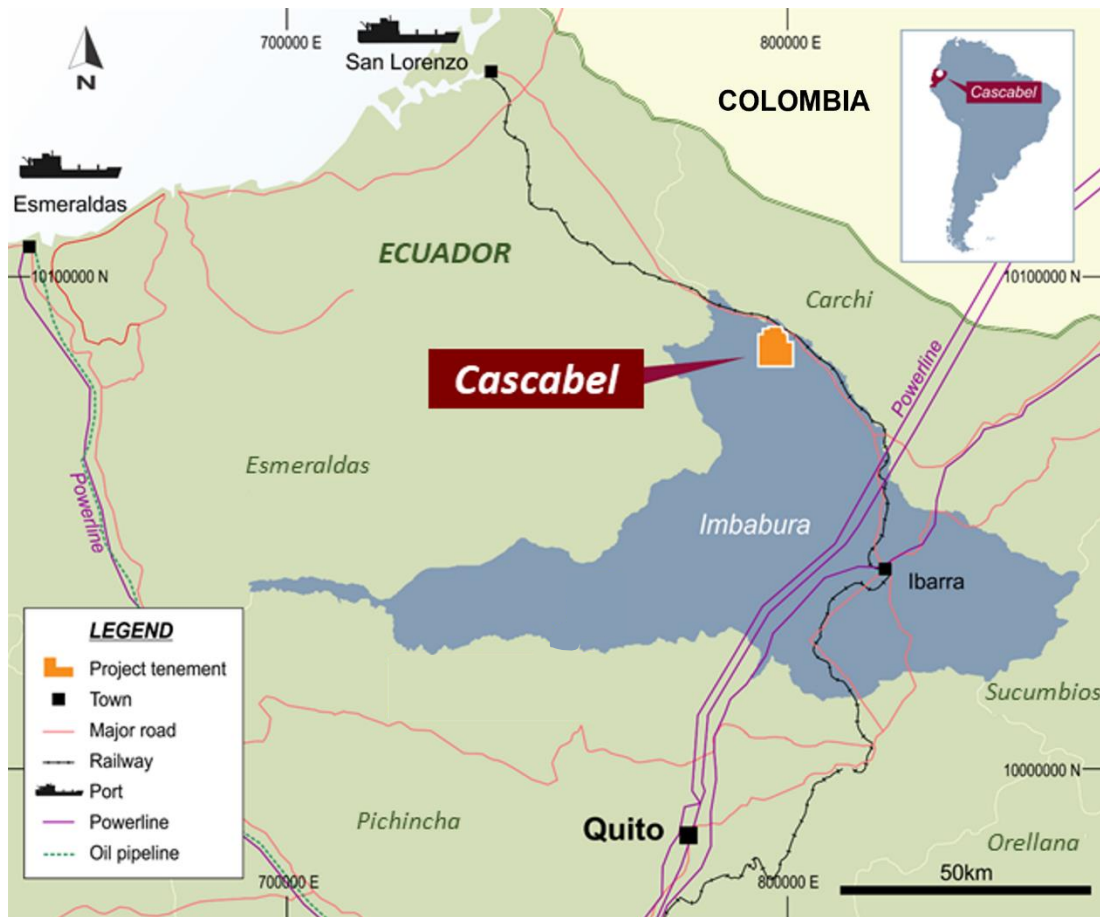 700000 E
800000 E
San Lorenzo
N
COLOMBIA
Cascabel
Esmeraldas
ECUADOR
10100000 N
10100000 N
Carchi
Cascabel
Powerline
Esmeraldas
Powerline
Imbabura
Ibarra
LEGEND
Project tenement
Town
Major road
Railway
Port
Powerline
Oil pipeline
Sucumbios
10000000 N
Pichincha
Quito
Orellana
700000 E
800000 E
50km